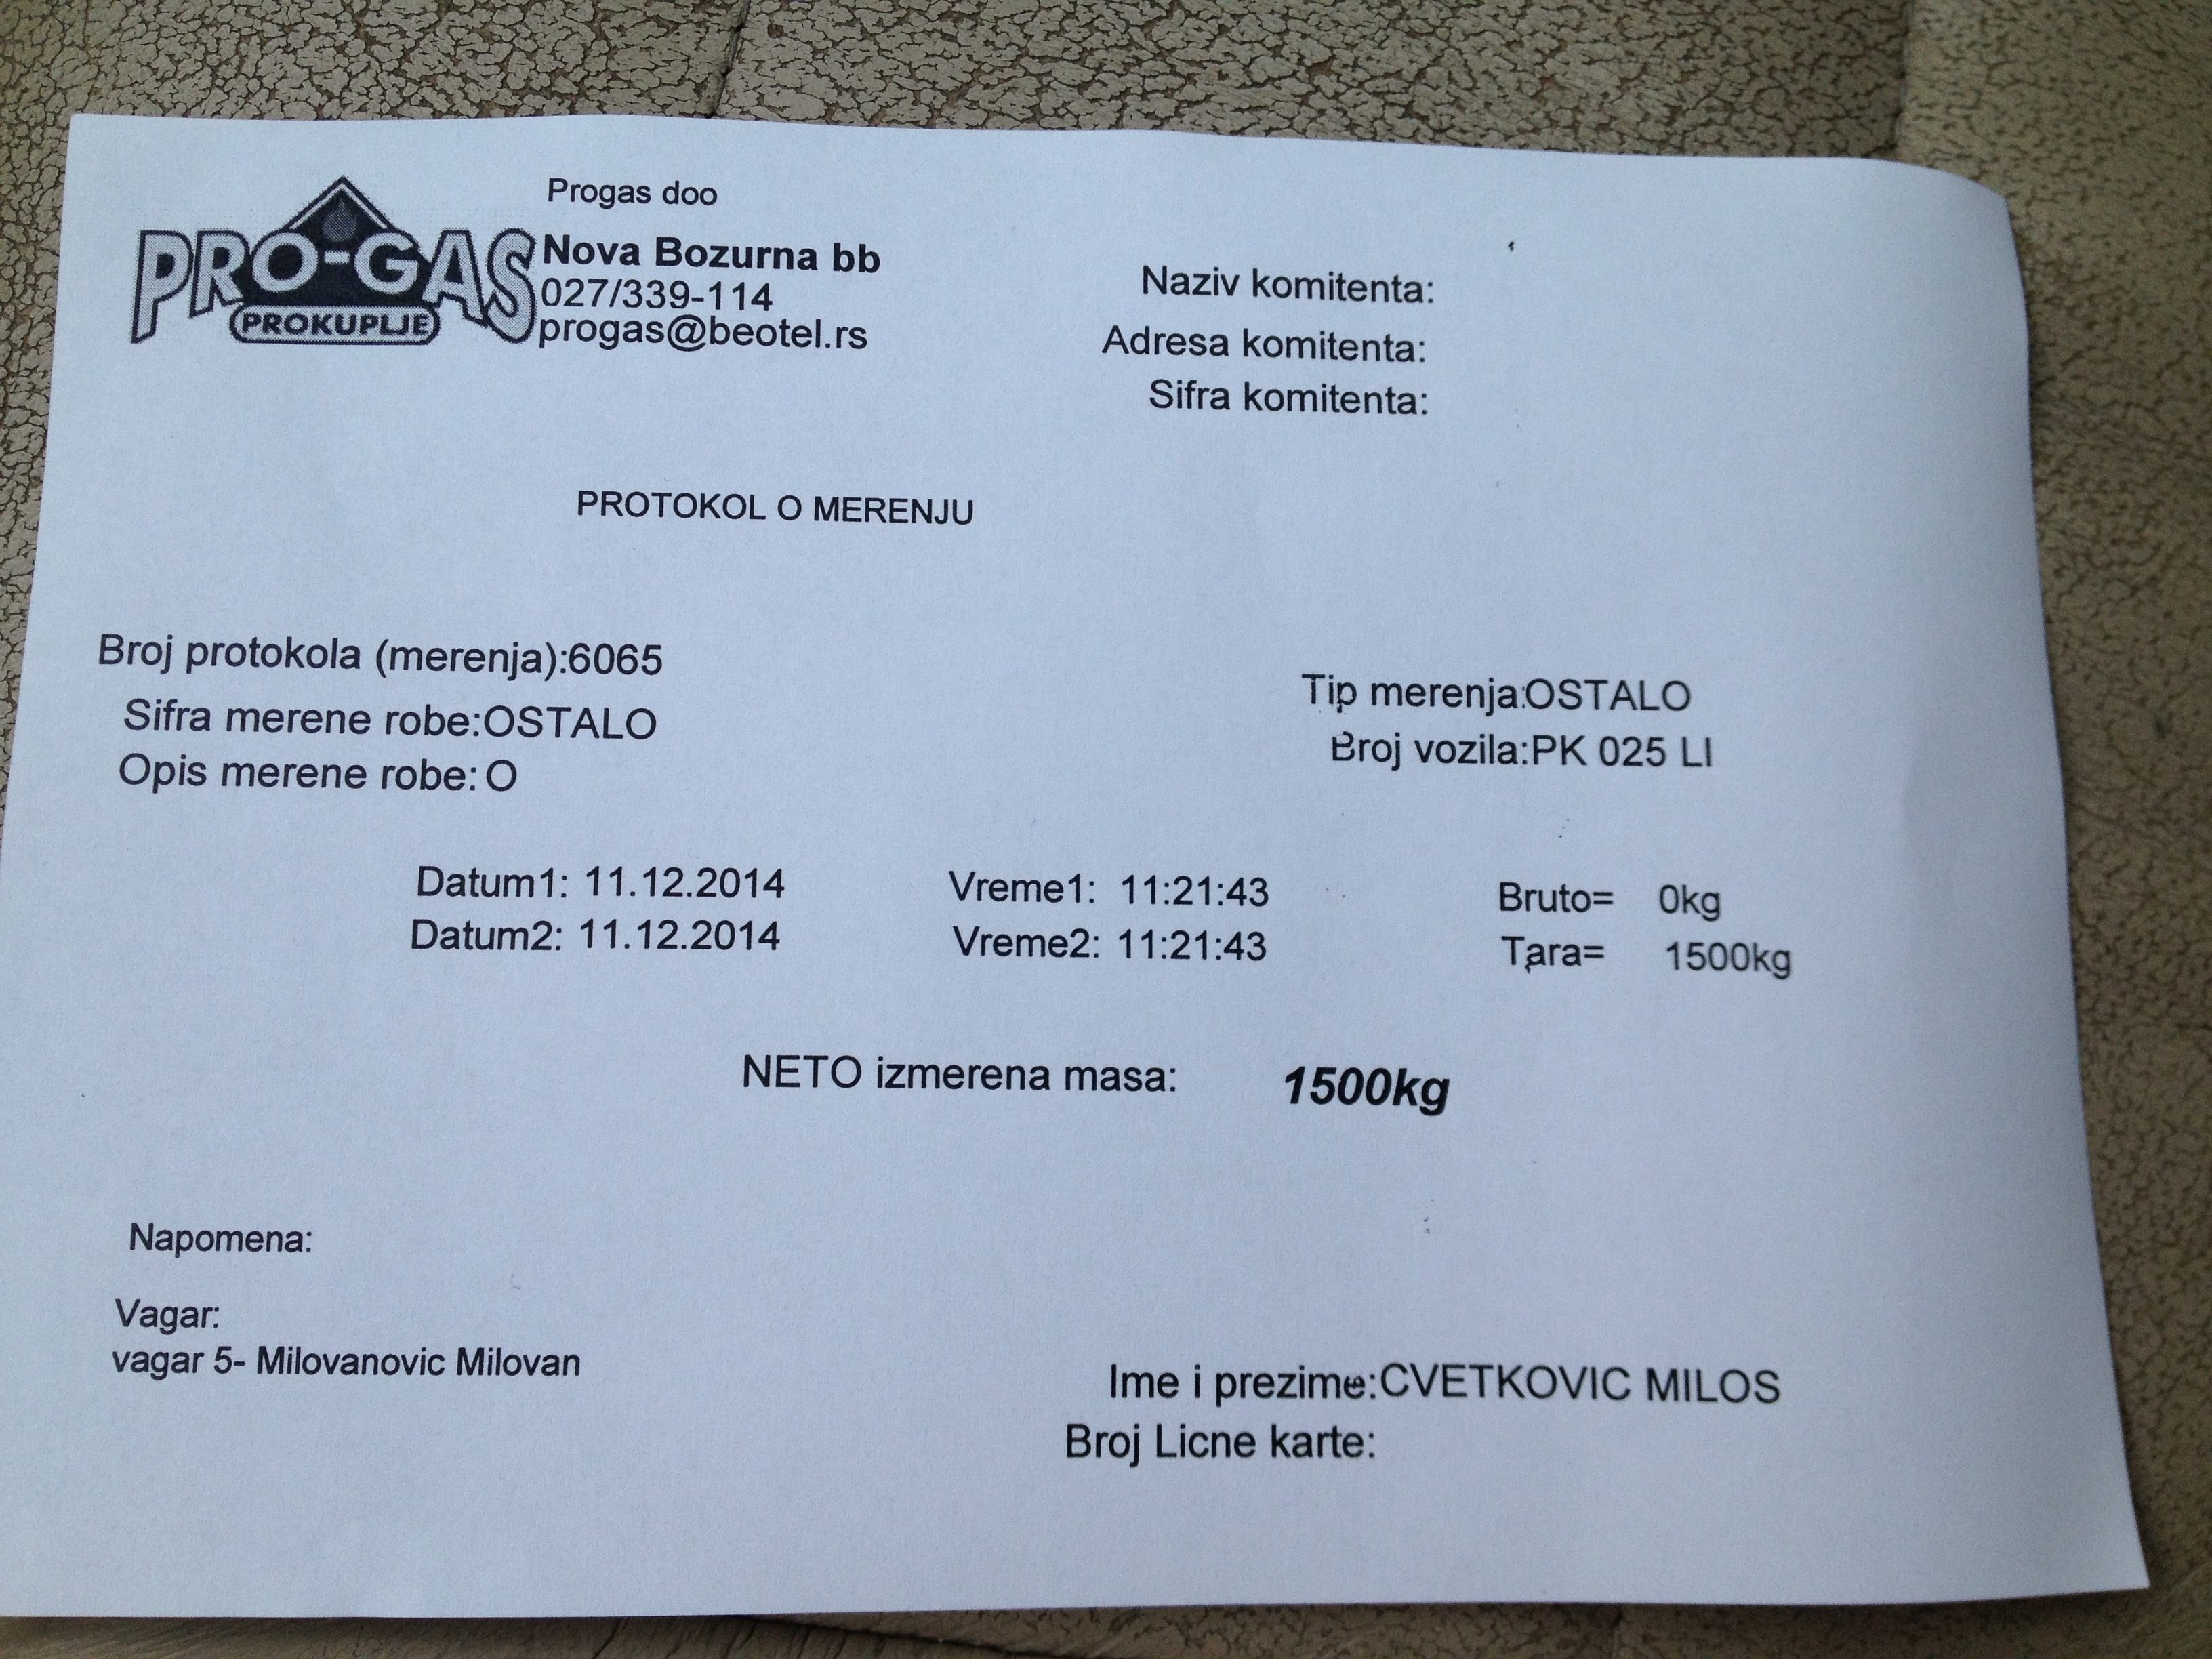 Progas doo
PRO-GAS
PROKUPLJE
Nova Bozurna bb
027/339-114
progas@beotel.rs
Naziv komitenta:
Adresa komitenta:
Sifra komitenta:
PROTOKOL O MERENJU
Broj protokola (merenja):6065
Sifra merene robe:OSTALO
Opis merene robe: O
Tip merenja:OSTALO
Broj vozila:PK 025 LI
Datum1: 11.12.2014 Vreme1: 11:21:43 Bruto= 0kg
Datum2: 11.12.2014 Vreme2: 11:21:43 Tara= 1500kg
NETO izmerena masa: 1500kg
Napomena:
Vagar:
vagar 5- Milovanovic Milovan
Ime i prezime:CVETKOVIC MILOS
Broj Licne karte: